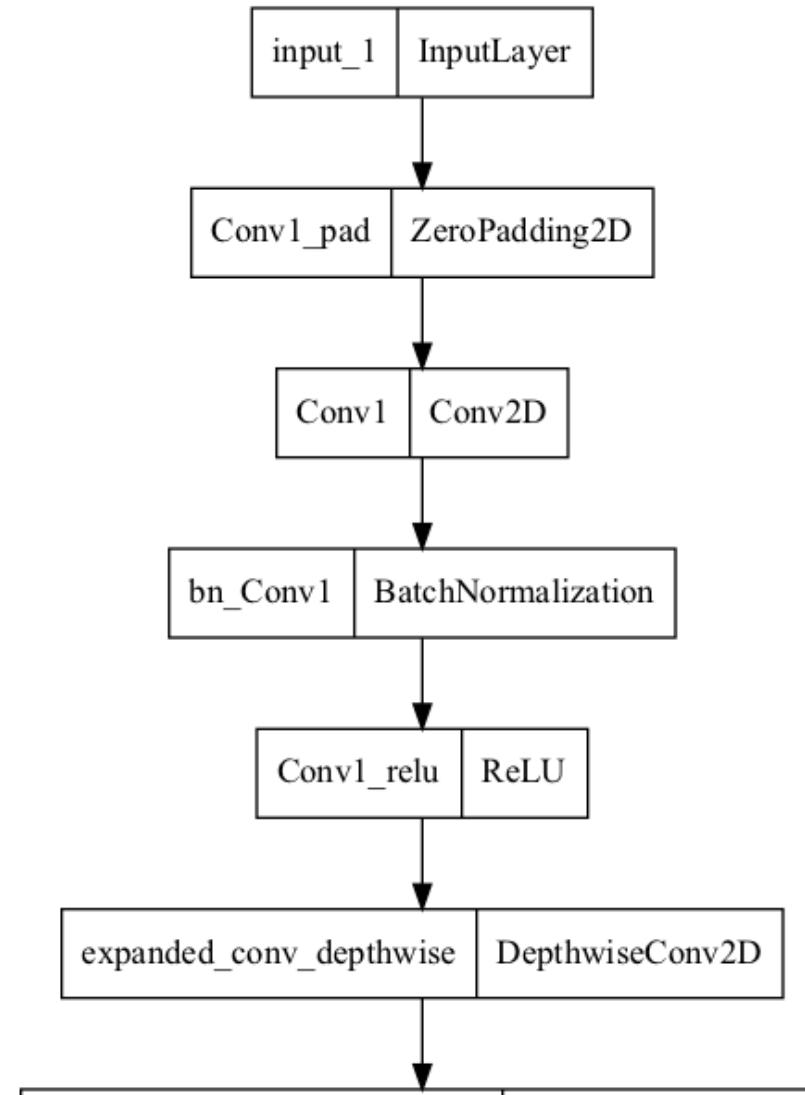 input_1 InputLayer
Conv1_pad ZeroPadding2D
Conv1 Conv2D
bn_Conv1 BatchNormalization
Conv1_relu ReLU
expanded_conv_depthwise DepthwiseConv2D